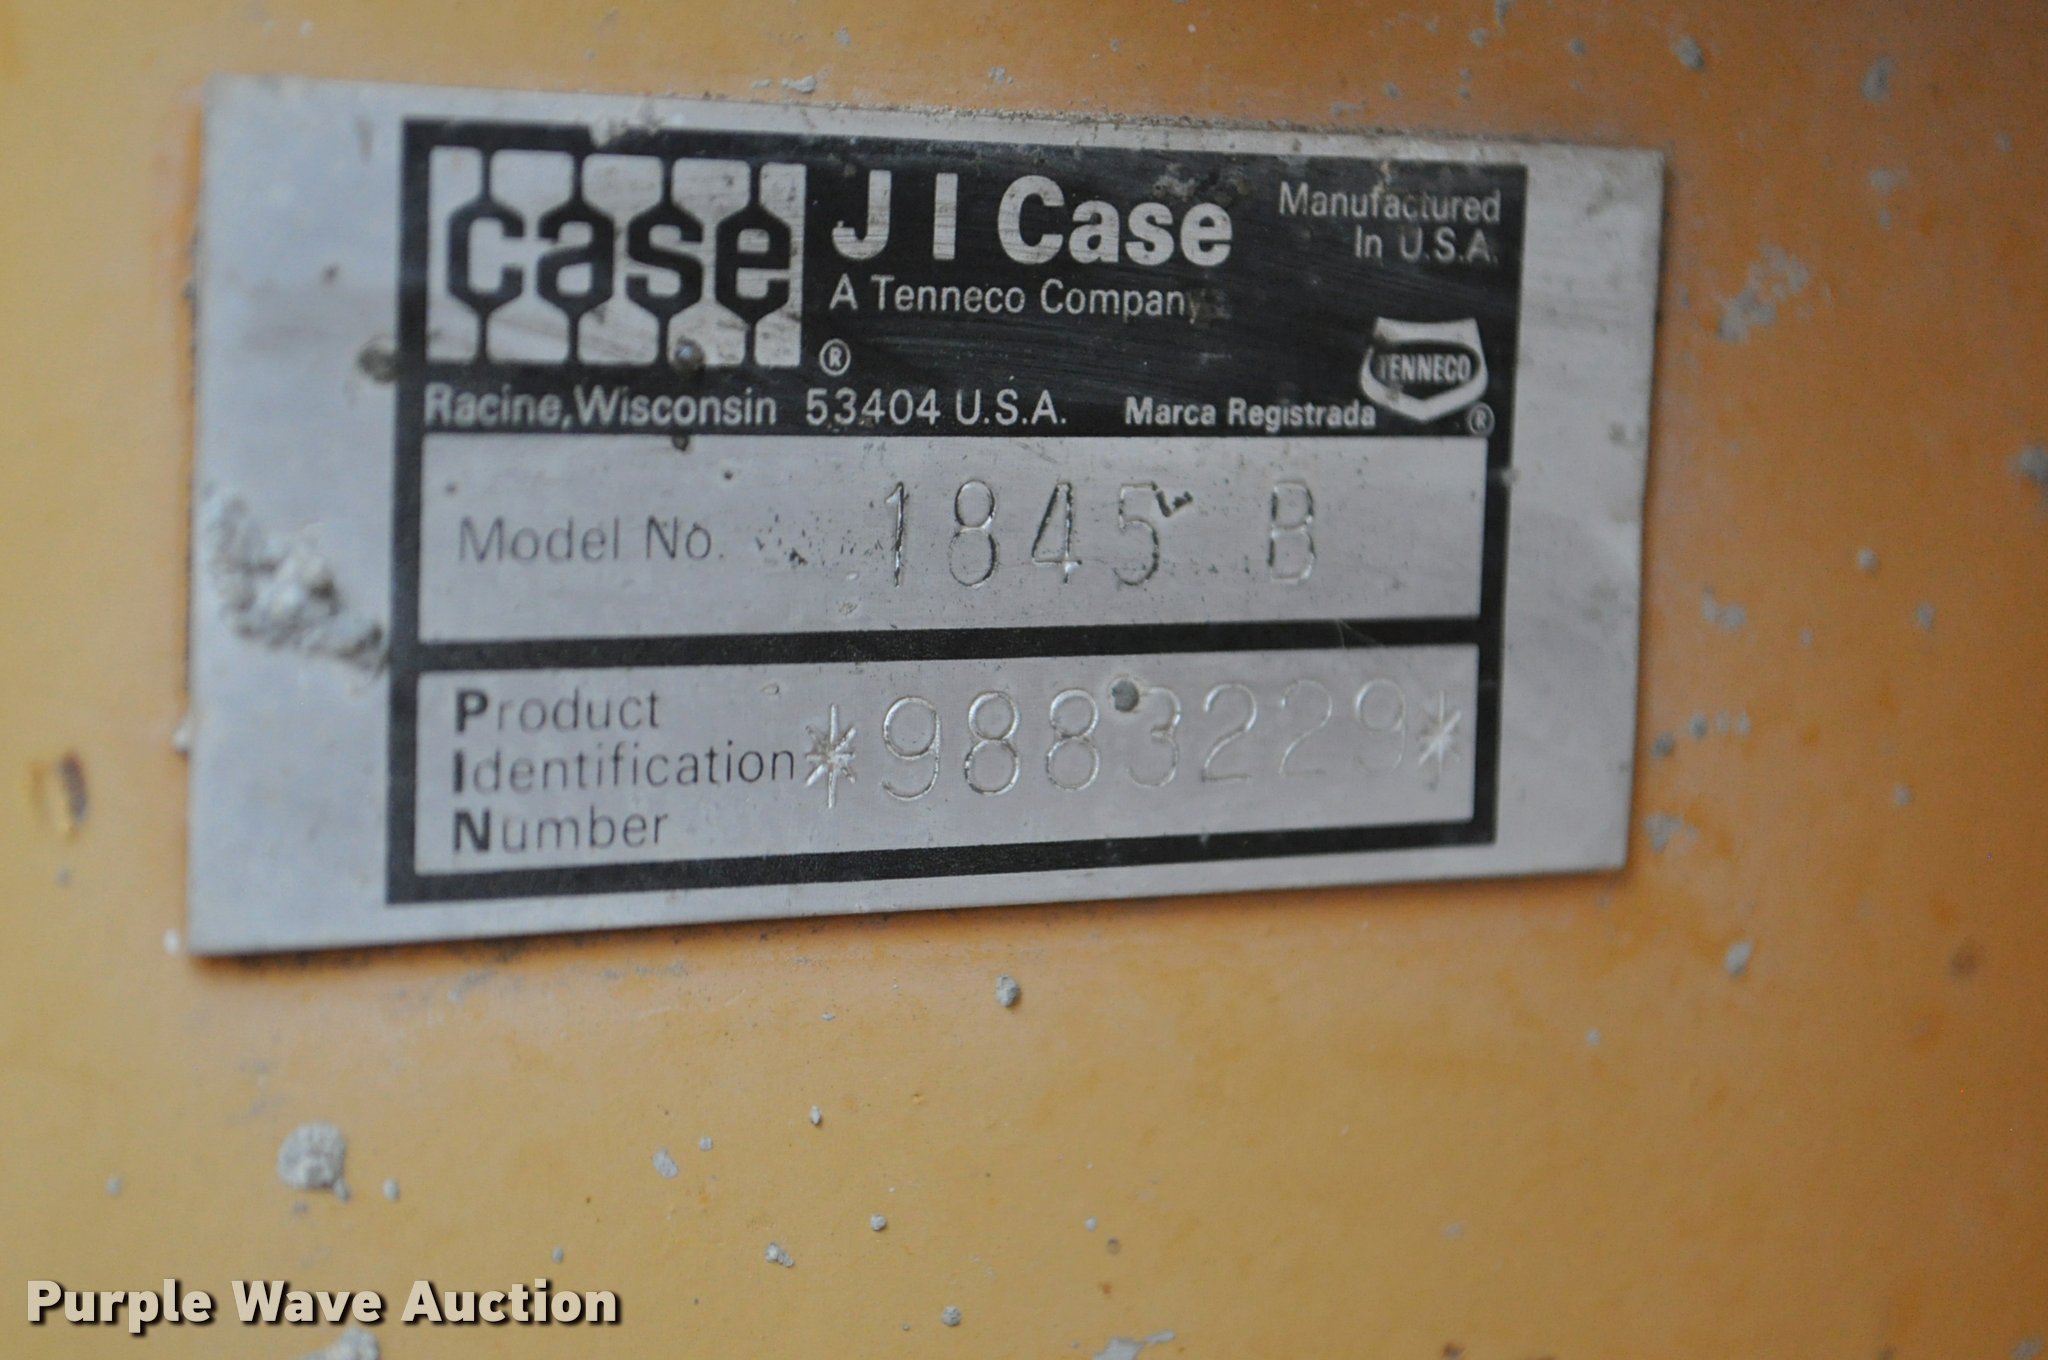 case ®
J I Case
A Tenneco Company
Manufactured
In U.S.A.
TENNECO ®
Racine, Wisconsin 53404 U.S.A. Marca Registrada
Model No. 1845 B
Product
Identification
Number
*9883229*
Purple Wave Auction